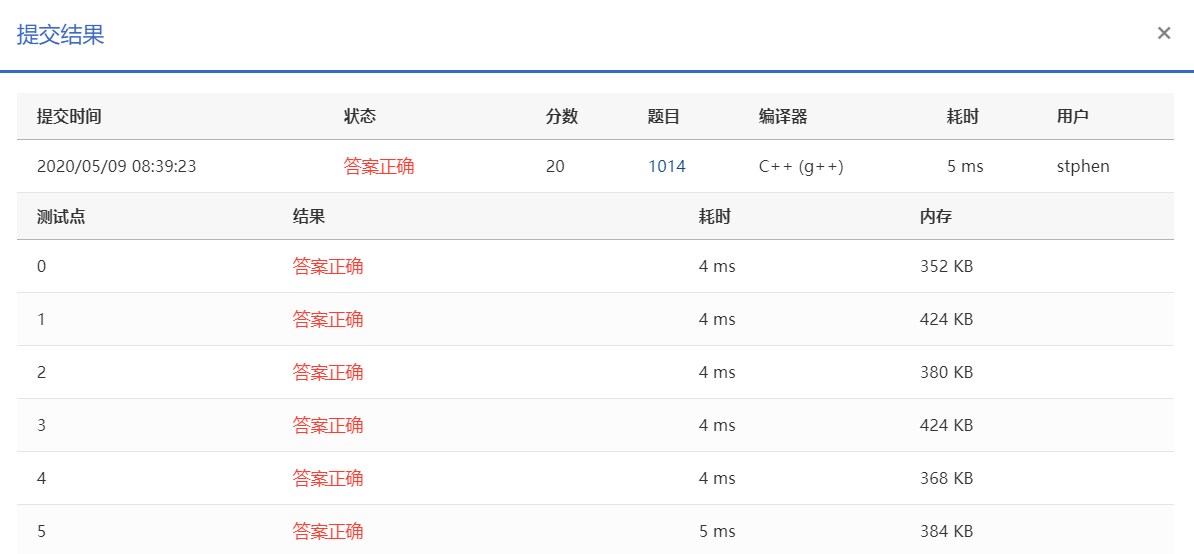 提交结果 ×
提交时间 状态 分数 题目 编译器 耗时 用户
2020/05/09 08:39:23 答案正确 20 1014 C++ (g++) 5 ms stphen
测试点 结果 耗时 内存
0 答案正确 4 ms 352 KB
1 答案正确 4 ms 424 KB
2 答案正确 4 ms 380 KB
3 答案正确 4 ms 424 KB
4 答案正确 4 ms 368 KB
5 答案正确 5 ms 384 KB